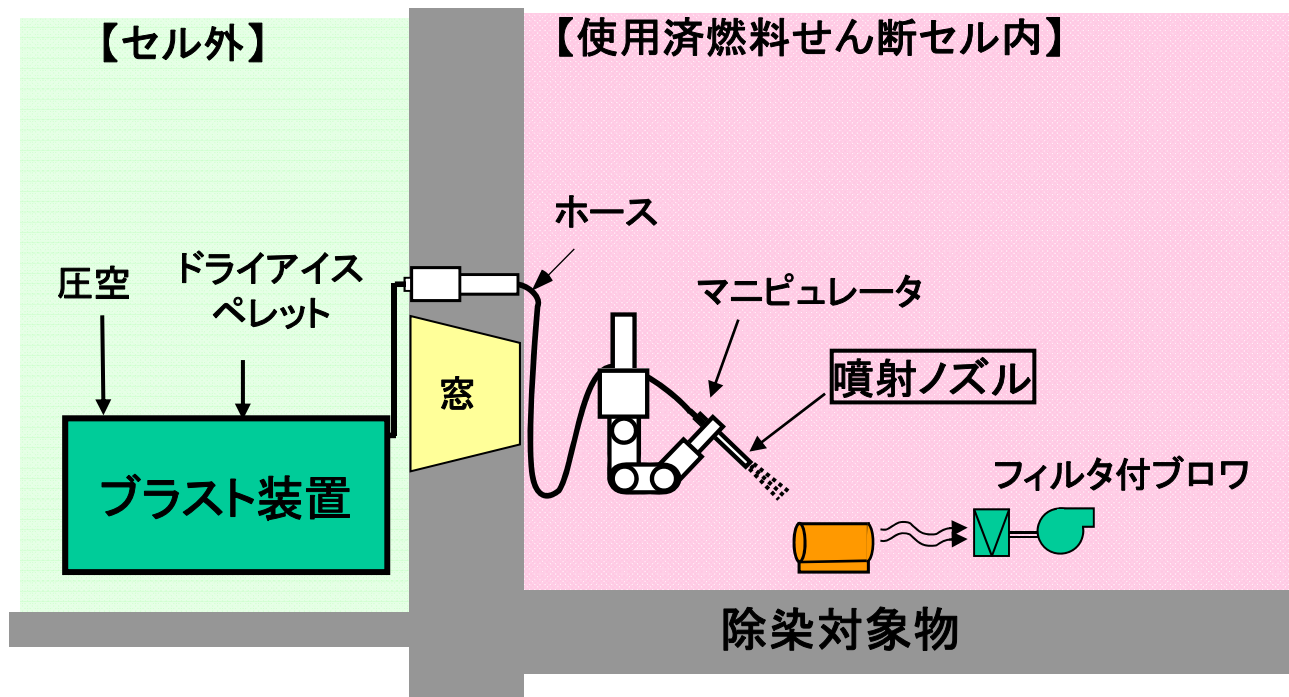 【セル外】
【使用済燃料せん断セル内】
ホース
圧空
ドライアイス
ペレット
マニピュレータ
噴射ノズル
窓
ブラスト装置
フィルタ付ブロワ
除染対象物